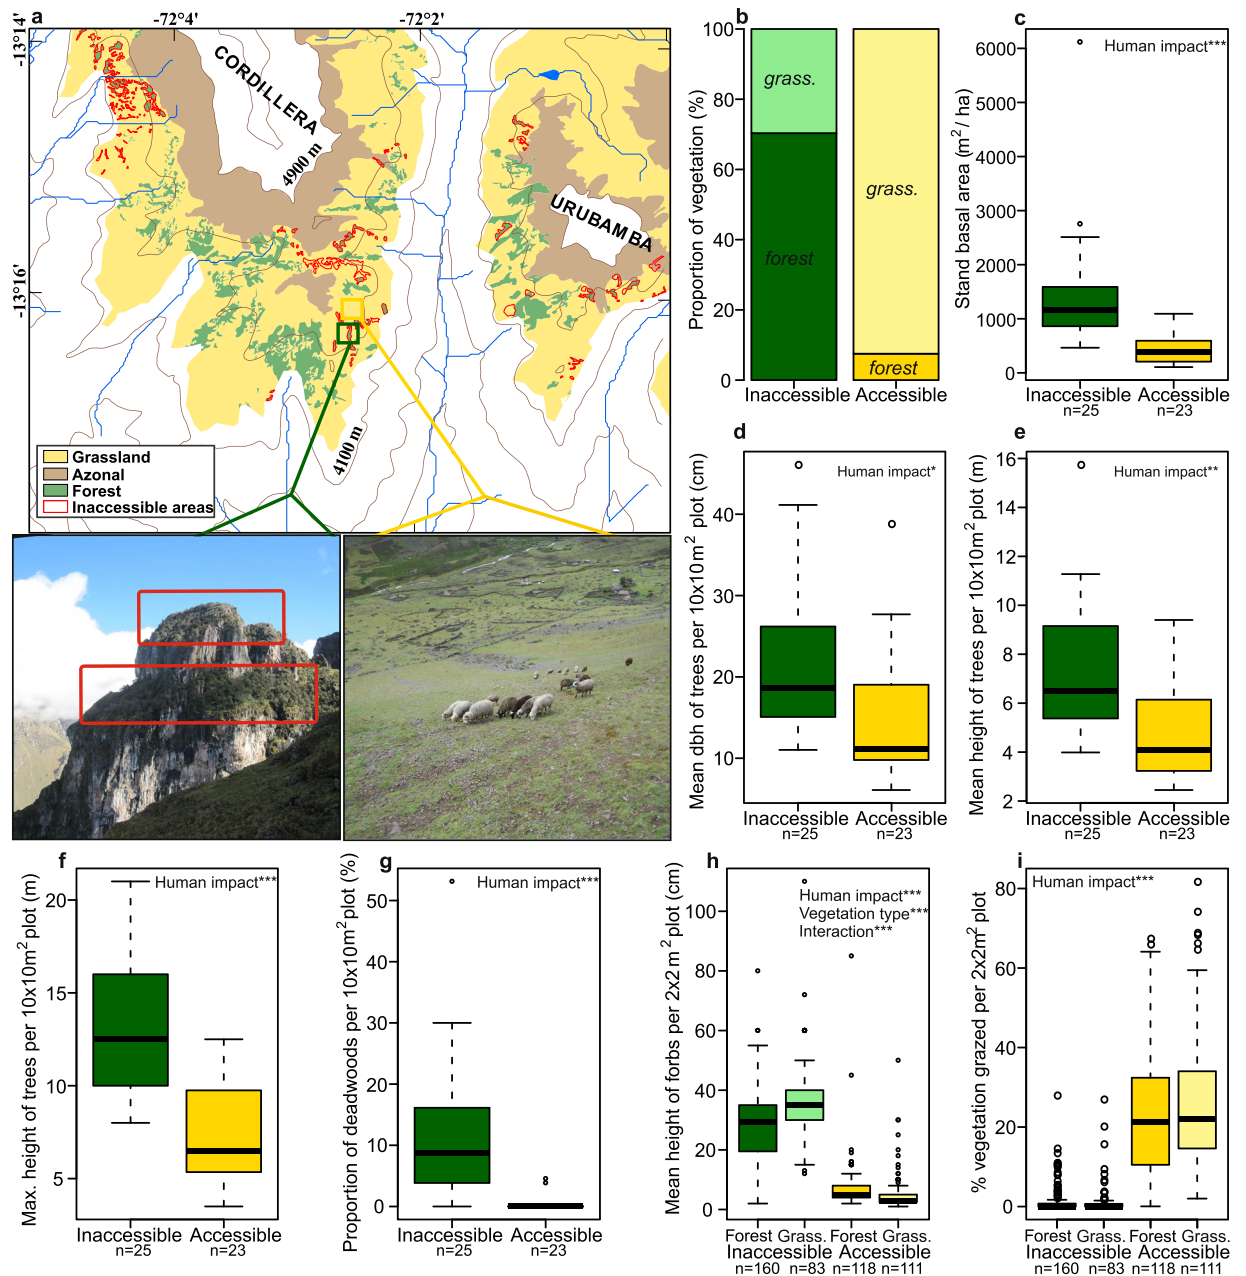 a
-72°4'
-72°2'
-13°14'
-13°16'
CORDILLERA
4900 m
URUBAMBA
4100 m
Grassland
Azonal
Forest
Inaccessible areas
b
Proportion of vegetation (%)
100
80
60
40
20
0
grass.
forest
grass.
forest
Inaccessible Accessible
c
Stand basal area (m²/ ha)
6000
5000
4000
3000
2000
1000
0
Human impact***
Inaccessible Accessible
n=25 n=23
d
Mean dbh of trees per 10x10m² plot (cm)
40
30
20
10
Human impact*
Inaccessible Accessible
n=25 n=23
e
Mean height of trees per 10x10m² plot (m)
16
14
12
10
8
6
4
2
Human impact**
Inaccessible Accessible
n=25 n=23
f
Max. height of trees per 10x10m² plot (m)
20
15
10
5
Human impact***
Inaccessible Accessible
n=25 n=23
g
Proportion of deadwoods per 10x10m² plot (%)
50
40
30
20
10
0
Human impact***
Inaccessible Accessible
n=25 n=23
h
Mean height of forbs per 2x2m² plot (cm)
100
80
60
40
20
0
Human impact***
Vegetation type***
Interaction***
Forest Grass. Forest Grass.
Inaccessible Accessible
n=160 n=83 n=118 n=111
i
% vegetation grazed per 2x2m² plot
80
60
40
20
0
Human impact***
Forest Grass. Forest Grass.
Inaccessible Accessible
n=160 n=83 n=118 n=111